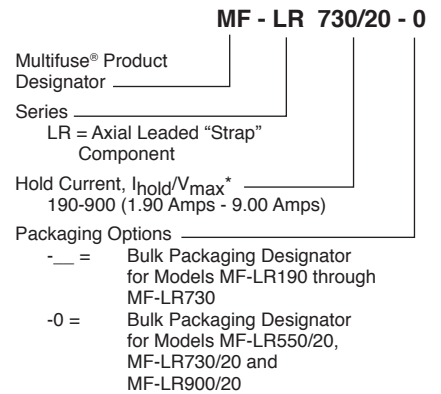 MF - LR 730/20 - 0
Multifuse® Product
Designator
Series
LR = Axial Leaded “Strap”
Component
Hold Current, Ihold/Vmax*
190-900 (1.90 Amps - 9.00 Amps)
Packaging Options
-__ = Bulk Packaging Designator
for Models MF-LR190 through
MF-LR730
-0 = Bulk Packaging Designator
for Models MF-LR550/20,
MF-LR730/20 and
MF-LR900/20